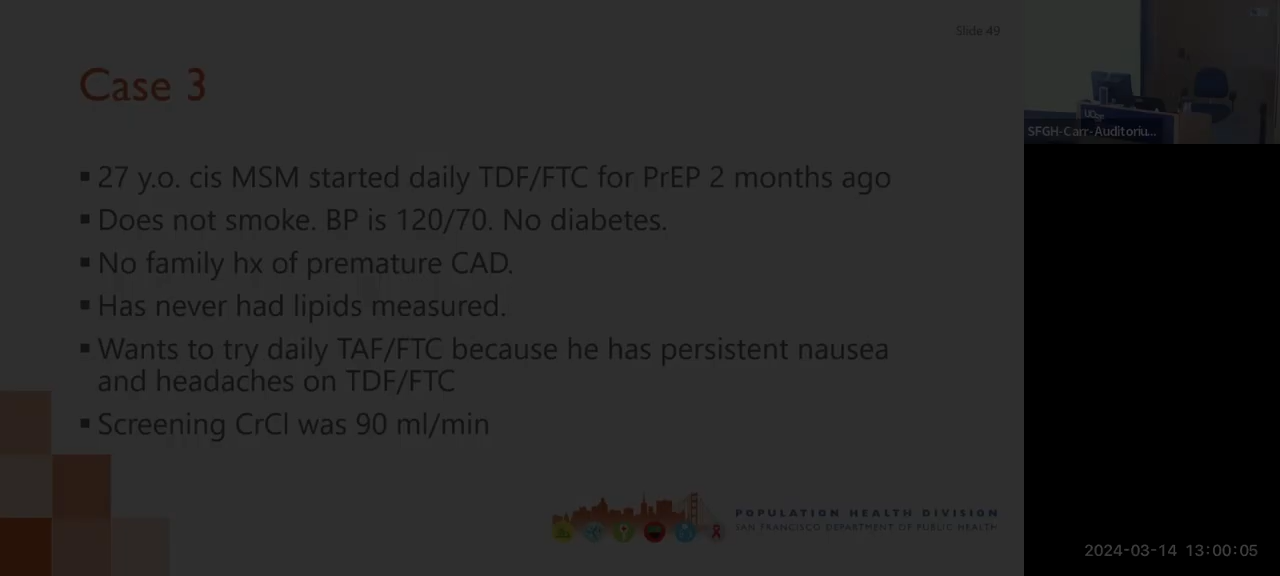 Slide 49
Case 3
▪ 27 y.o. cis MSM started daily TDF/FTC for PrEP 2 months ago
▪ Does not smoke. BP is 120/70. No diabetes.
▪ No family hx of premature CAD.
▪ Has never had lipids measured.
▪ Wants to try daily TAF/FTC because he has persistent nausea
and headaches on TDF/FTC
▪ Screening CrCl was 90 ml/min
POPULATION HEALTH DIVISION
SAN FRANCISCO DEPARTMENT OF PUBLIC HEALTH
SFGH-Carr-Auditoriu...
2024-03-14 13:00:05